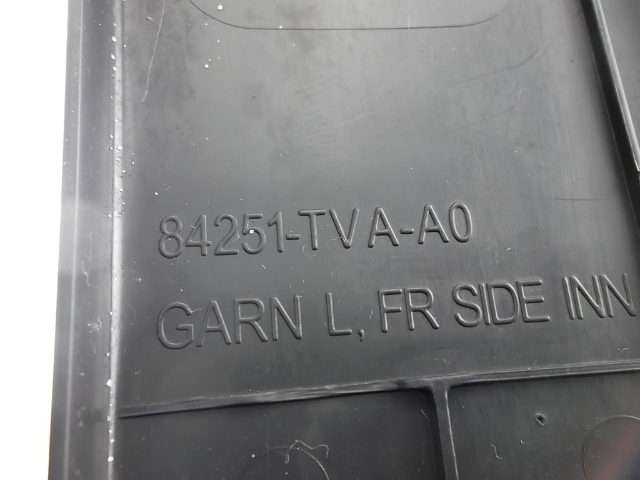 84251-TVA-A0
GARN L, FR SIDE INN